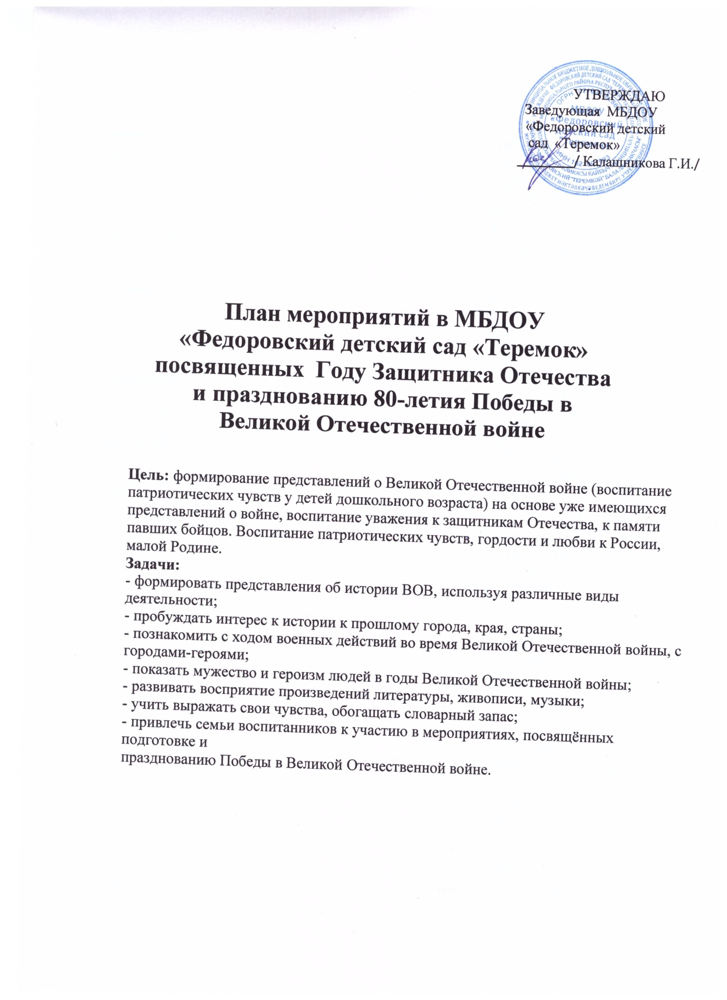 УТВЕРЖДАЮ
Заведующая МБДОУ
«Федоровский детский
сад «Теремок»
/ Калашникова Г.И./
МБДОУ
«Федоровский
детский сад
План мероприятий в МБДОУ
«Федоровский детский сад «Теремок»
посвященных Году Защитника Отечества
и празднованию 80-летия Победы в
Великой Отечественной войне
Цель: формирование представлений о Великой Отечественной войне (воспитание
патриотических чувств у детей дошкольного возраста) на основе уже имеющихся
представлений о войне, воспитание уважения к защитникам Отечества, к памяти
павших бойцов. Воспитание патриотических чувств, гордости и любви к России,
малой Родине.
Задачи:
- формировать представления об истории ВОВ, используя различные виды
деятельности;
- пробуждать интерес к истории к прошлому города, края, страны;
- познакомить с ходом военных действий во время Великой Отечественной войны, с
городами-героями;
- показать мужество и героизм людей в годы Великой Отечественной войны;
- развивать восприятие произведений литературы, живописи, музыки;
- учить выражать свои чувства, обогащать словарный запас;
- привлечь семьи воспитанников к участию в мероприятиях, посвящённых
подготовке и
празднованию Победы в Великой Отечественной войне.